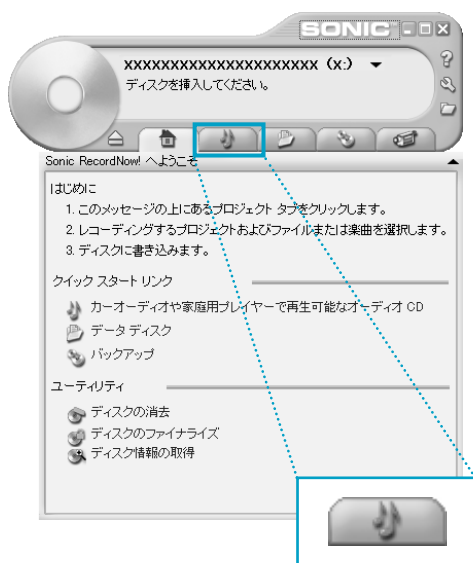 SONIC
XXXXXXXXXXXXXXXXXXXXXX (X:)
ディスクを挿入してください。
Sonic RecordNow! へようこそ
はじめに
1. このメッセージの上にあるプロジェクト タブをクリックします。
2. レコーディングするプロジェクトおよびファイルまたは楽曲を選択します。
3. ディスクに書き込みます。
クイック スタート リンク
カーオーディオや家庭用プレイヤーで再生可能なオーディオ CD
データ ディスク
バックアップ
ユーティリティ
ディスクの消去
ディスクのファイナライズ
ディスク情報の取得